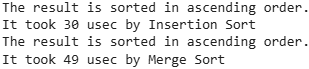 The result is sorted in ascending order.
It took 30 usec by Insertion Sort
The result is sorted in ascending order.
It took 49 usec by Merge Sort